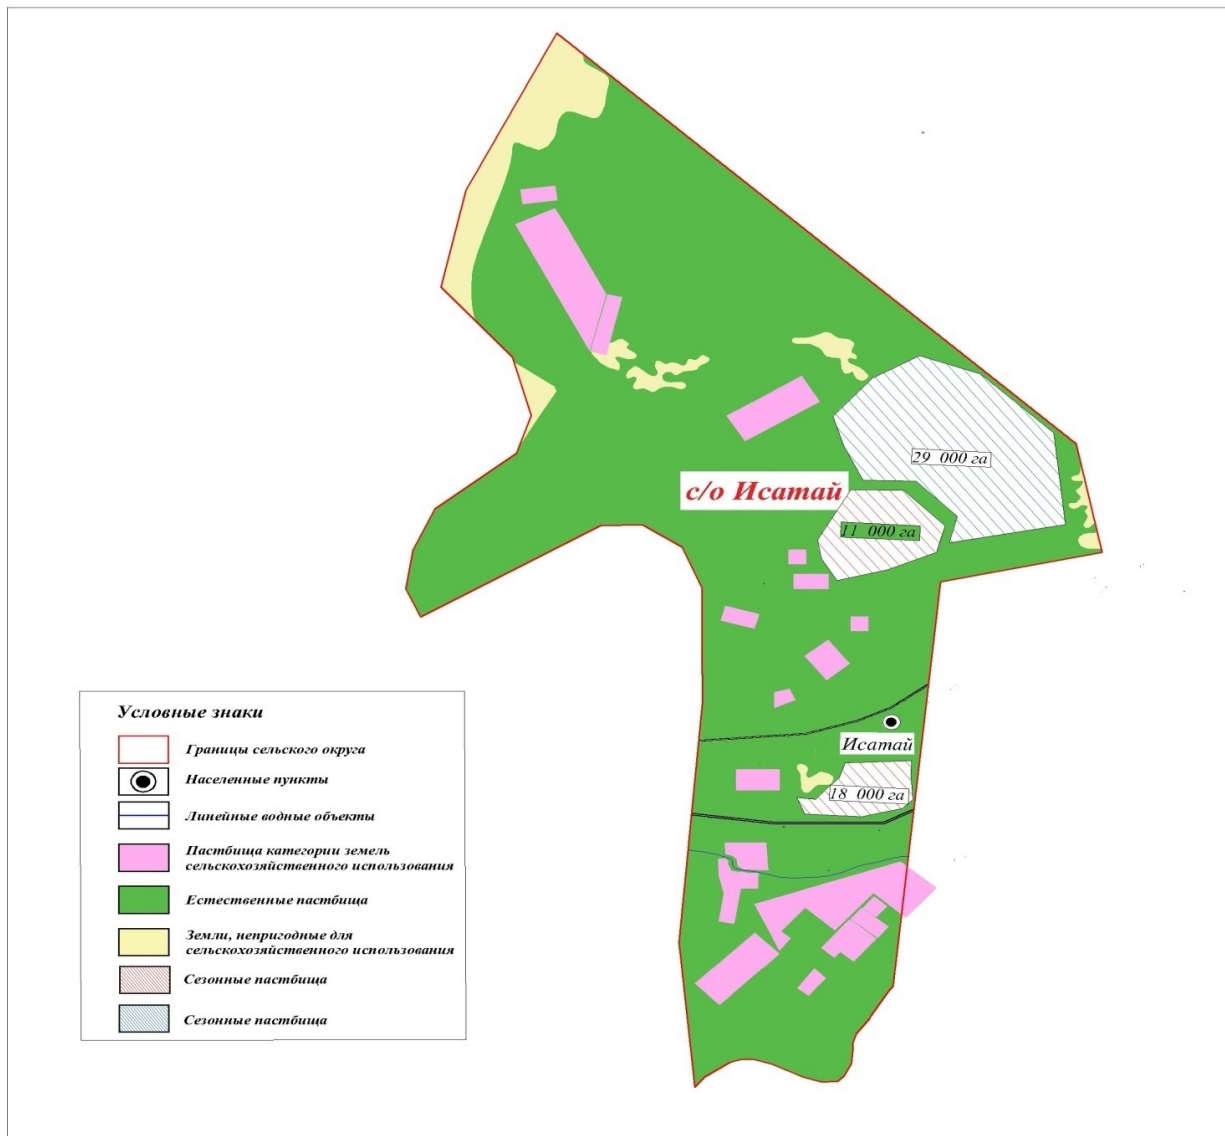 29 000 га
с/о Исатай
11 000 га
Исатай
18 000 га
Условные знаки
Границы сельского округа
Населенные пункты
Линейные водные объекты
Пастбища категории земель
сельскохозяйственного использования
Естественные пастбища
Земли, непригодные для
сельскохозяйственного использования
Сезонные пастбища
Сезонные пастбища